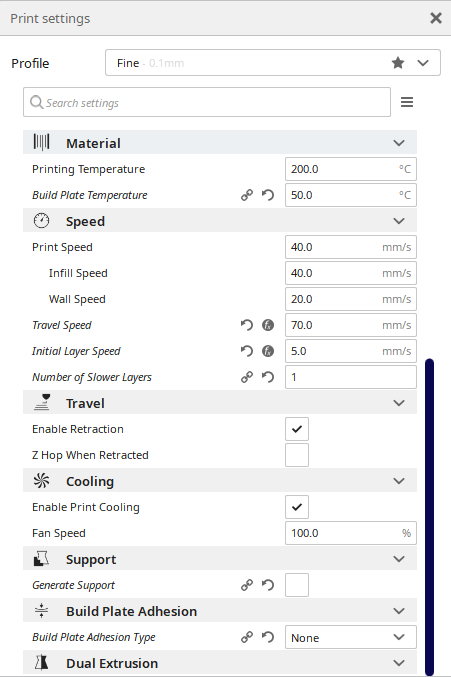 Print settings
Profile
Fine - 0.1mm
Search settings
Material
Printing Temperature 200.0 °C
Build Plate Temperature 50.0 °C
Speed
Print Speed 40.0 mm/s
Infill Speed 40.0 mm/s
Wall Speed 20.0 mm/s
Travel Speed fx 70.0 mm/s
Initial Layer Speed fx 5.0 mm/s
Number of Slower Layers 1
Travel
Enable Retraction
Z Hop When Retracted
Cooling
Enable Print Cooling
Fan Speed 100.0 %
Support
Generate Support
Build Plate Adhesion
Build Plate Adhesion Type None
Dual Extrusion